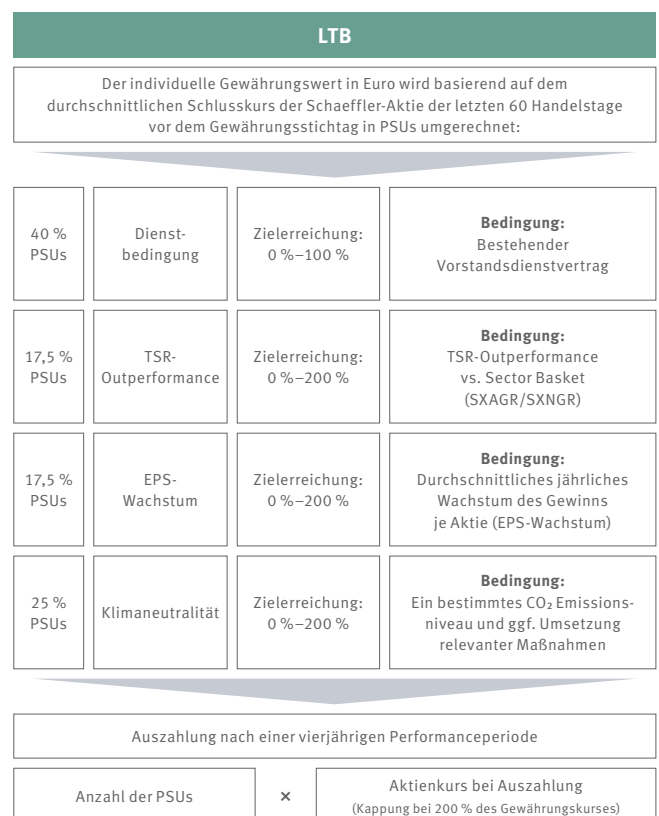 LTB
Der individuelle Gewährungswert in Euro wird basierend auf dem
durchschnittlichen Schlusskurs der Schaeffler-Aktie der letzten 60 Handelstage
vor dem Gewährungsstichtag in PSUs umgerechnet:
40 %
PSUs
Dienst-
bedingung
Zielerreichung:
0 %–100 %
Bedingung:
Bestehender
Vorstandsdienstvertrag
17,5 %
PSUs
TSR-
Outperformance
Zielerreichung:
0 %–200 %
Bedingung:
TSR-Outperformance
vs. Sector Basket
(SXAGR/SXNGR)
17,5 %
PSUs
EPS-
Wachstum
Zielerreichung:
0 %–200 %
Bedingung:
Durchschnittliches jährliches
Wachstum des Gewinns
je Aktie (EPS-Wachstum)
25 %
PSUs
Klimaneutralität
Zielerreichung:
0 %–200 %
Bedingung:
Ein bestimmtes CO₂ Emissions-
niveau und ggf. Umsetzung
relevanter Maßnahmen
Auszahlung nach einer vierjährigen Performanceperiode
Anzahl der PSUs
×
Aktienkurs bei Auszahlung
(Kappung bei 200 % des Gewährungskurses)